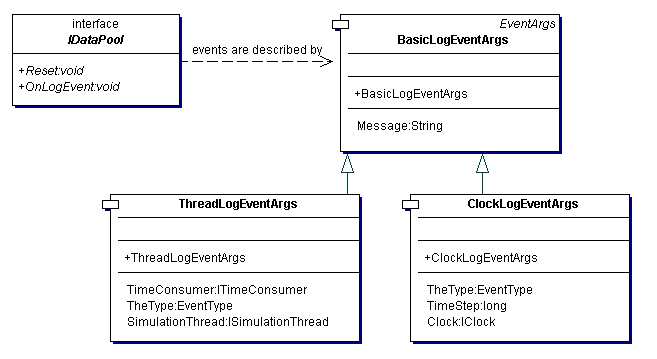 interface
IDataPool
+Reset:void
+OnLogEvent:void
events are described by
EventArgs
BasicLogEventArgs
+BasicLogEventArgs
Message:String
ThreadLogEventArgs
+ThreadLogEventArgs
TimeConsumer:ITimeConsumer
TheType:EventType
SimulationThread:ISimulationThread
ClockLogEventArgs
+ClockLogEventArgs
TheType:EventType
TimeStep:long
Clock:IClock